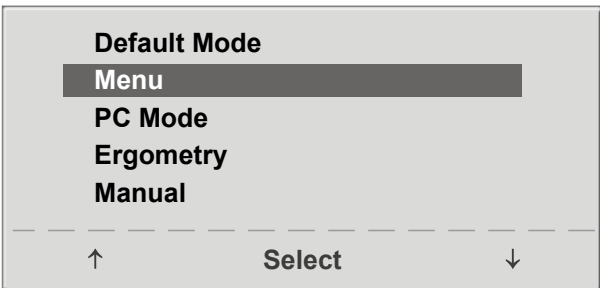 Default Mode
Menu
PC Mode
Ergometry
Manual
↑ Select ↓